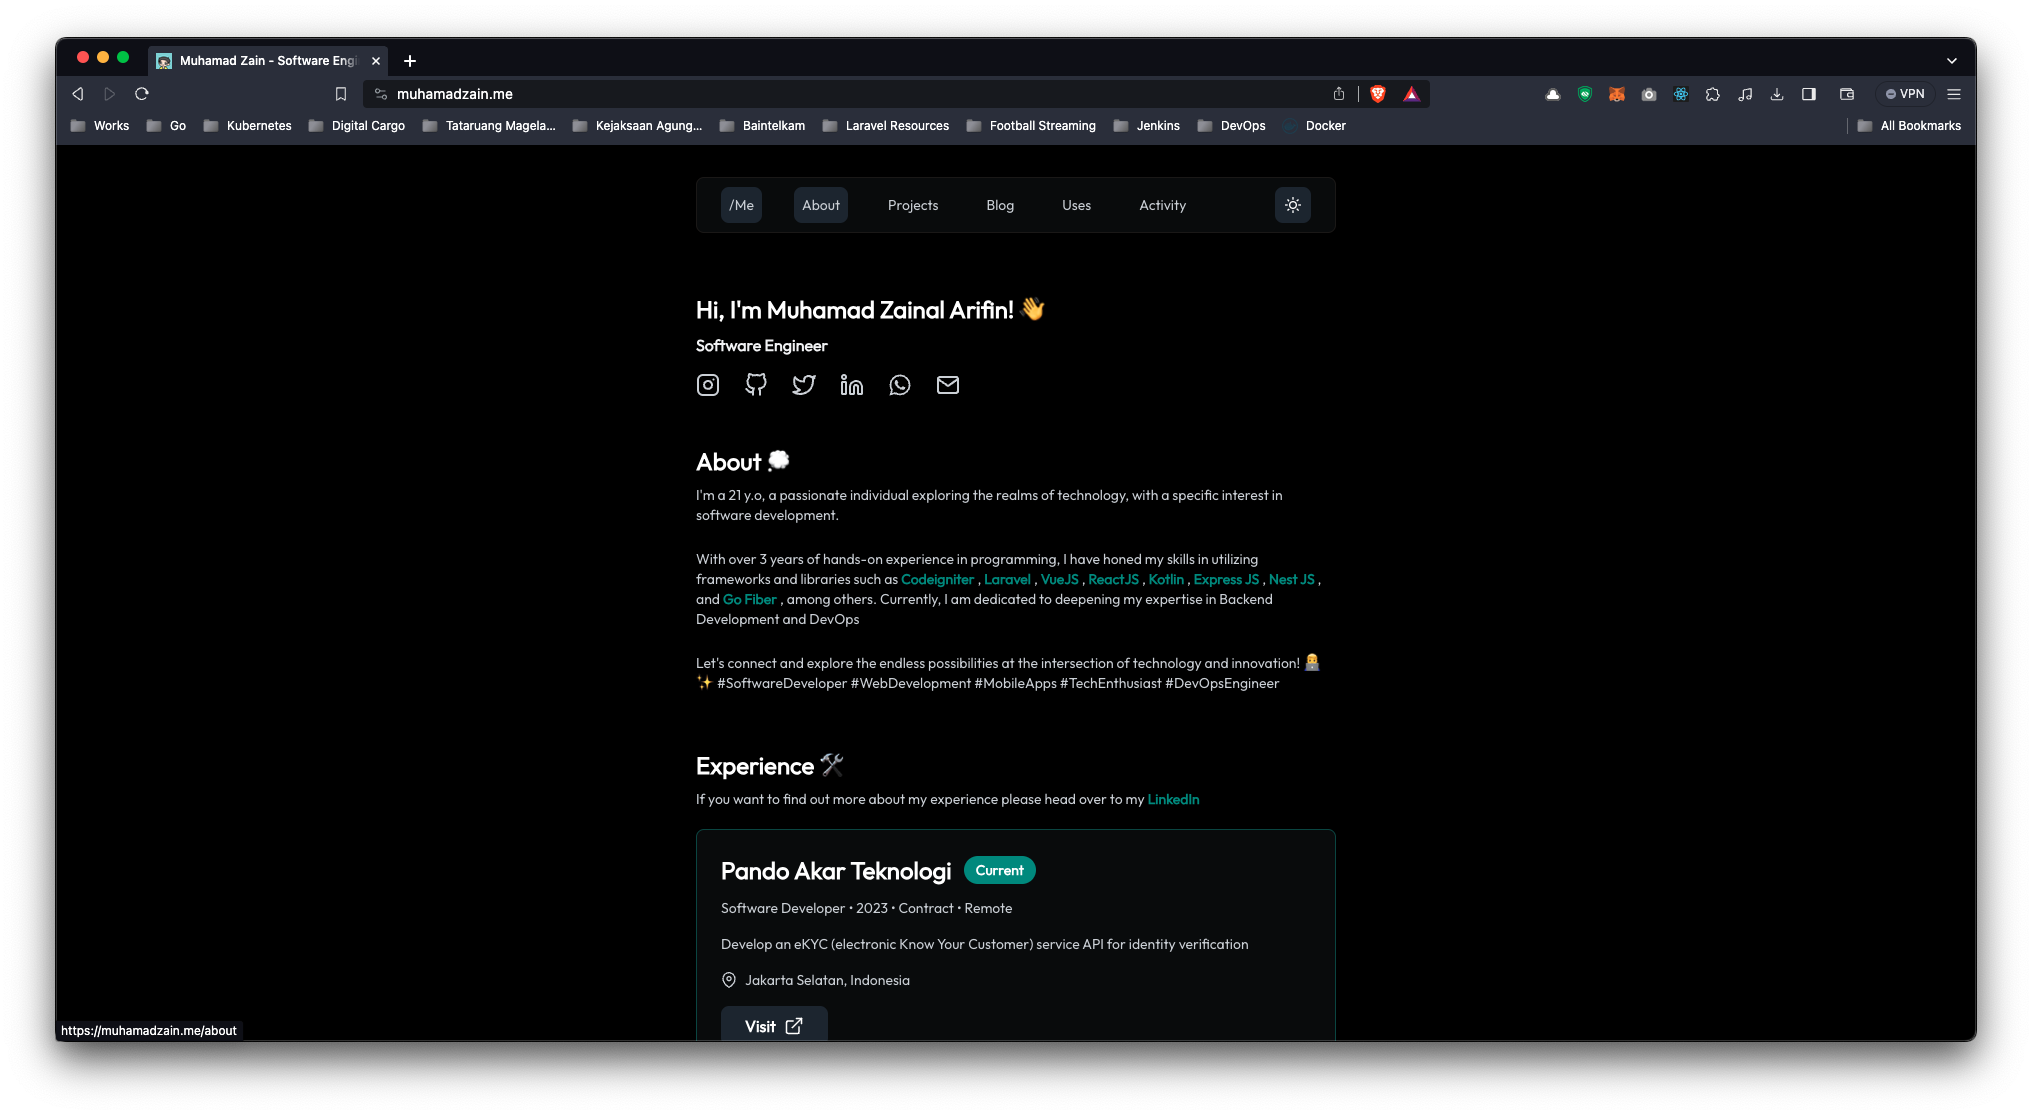 Muhamad Zain - Software Engi
muhamadzain.me
VPN
Works Go Kubernetes Digital Cargo Tataruang Magela... Kejaksaan Agung... Baintelkam Laravel Resources Football Streaming Jenkins DevOps Docker All Bookmarks
/Me About Projects Blog Uses Activity
Hi, I'm Muhamad Zainal Arifin! 👋
Software Engineer
About 💭
I'm a 21 y.o, a passionate individual exploring the realms of technology, with a specific interest in
software development.
With over 3 years of hands-on experience in programming, I have honed my skills in utilizing
frameworks and libraries such as Codeigniter , Laravel , VueJS , ReactJS , Kotlin , Express JS , Nest JS ,
and Go Fiber , among others. Currently, I am dedicated to deepening my expertise in Backend
Development and DevOps
Let's connect and explore the endless possibilities at the intersection of technology and innovation! 👨‍💻
✨ #SoftwareDeveloper #WebDevelopment #MobileApps #TechEnthusiast #DevOpsEngineer
Experience 🛠️
If you want to find out more about my experience please head over to my LinkedIn
Pando Akar Teknologi Current
Software Developer • 2023 • Contract • Remote
Develop an eKYC (electronic Know Your Customer) service API for identity verification
Jakarta Selatan, Indonesia
Visit
https://muhamadzain.me/about